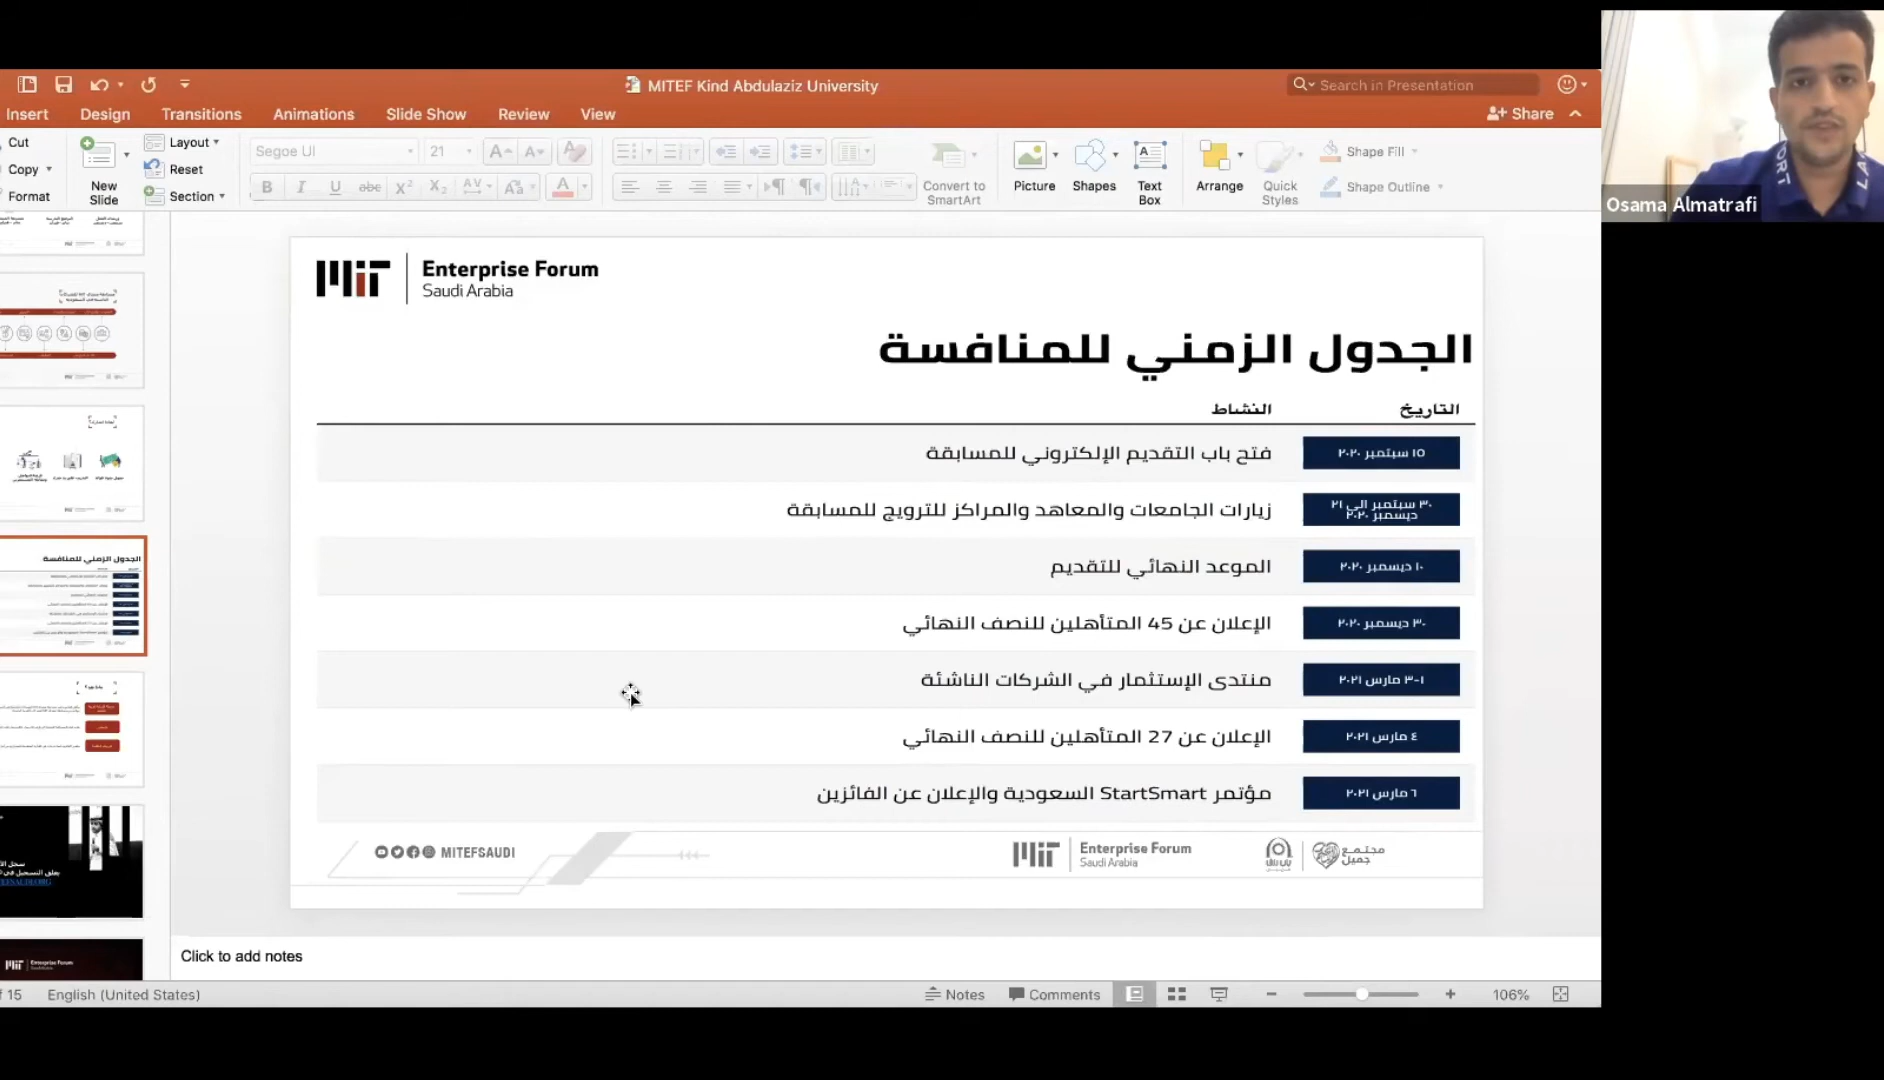 MITEF Kind Abdulaziz University
Search in Presentation
Insert
Design
Transitions
Animations
Slide Show
Review
View
Share
Cut
Copy
Format
New Slide
Layout
Reset
Section
Segoe UI
21
Convert to SmartArt
Picture
Shapes
Text Box
Arrange
Quick Styles
Shape Fill
Shape Outline
Osama Almatrafi
MIT Enterprise Forum
Saudi Arabia
الجدول الزمني للمنافسة
التاريخ النشاط
١٥ سبتمبر ٢٠٢٠ فتح باب التقديم الإلكتروني للمسابقة
٣٠ سبتمبر الى ٢١ ديسمبر ٢٠٢٠ زيارات الجامعات والمعاهد والمراكز للترويج للمسابقة
١٠ ديسمبر ٢٠٢٠ الموعد النهائي للتقديم
٣٠ ديسمبر ٢٠٢٠ الإعلان عن 45 المتأهلين للنصف النهائي
١-٣ مارس ٢٠٢١ منتدى الإستثمار في الشركات الناشئة
٤ مارس ٢٠٢١ الإعلان عن 27 المتأهلين للنصف النهائي
٦ مارس ٢٠٢١ مؤتمر StartSmart السعودية والإعلان عن الفائزين
MITEFSAUDI
MIT Enterprise Forum
Saudi Arabia
مجتمع
جميل
Click to add notes
f 15
English (United States)
Notes
Comments
106%